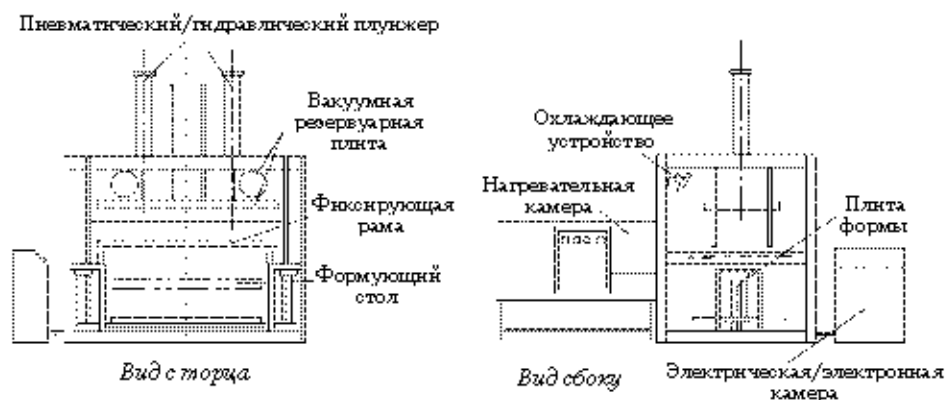 Пневматический/гидравлический плунжер
Вакуумная
резервуарная
плита
Фиксирующая
рама
Формующий
стол
Вид с торца
Охлаждающее
устройство
Нагревательная
камера
Плита
формы
Электрическая/электронная
камера
Вид сбоку